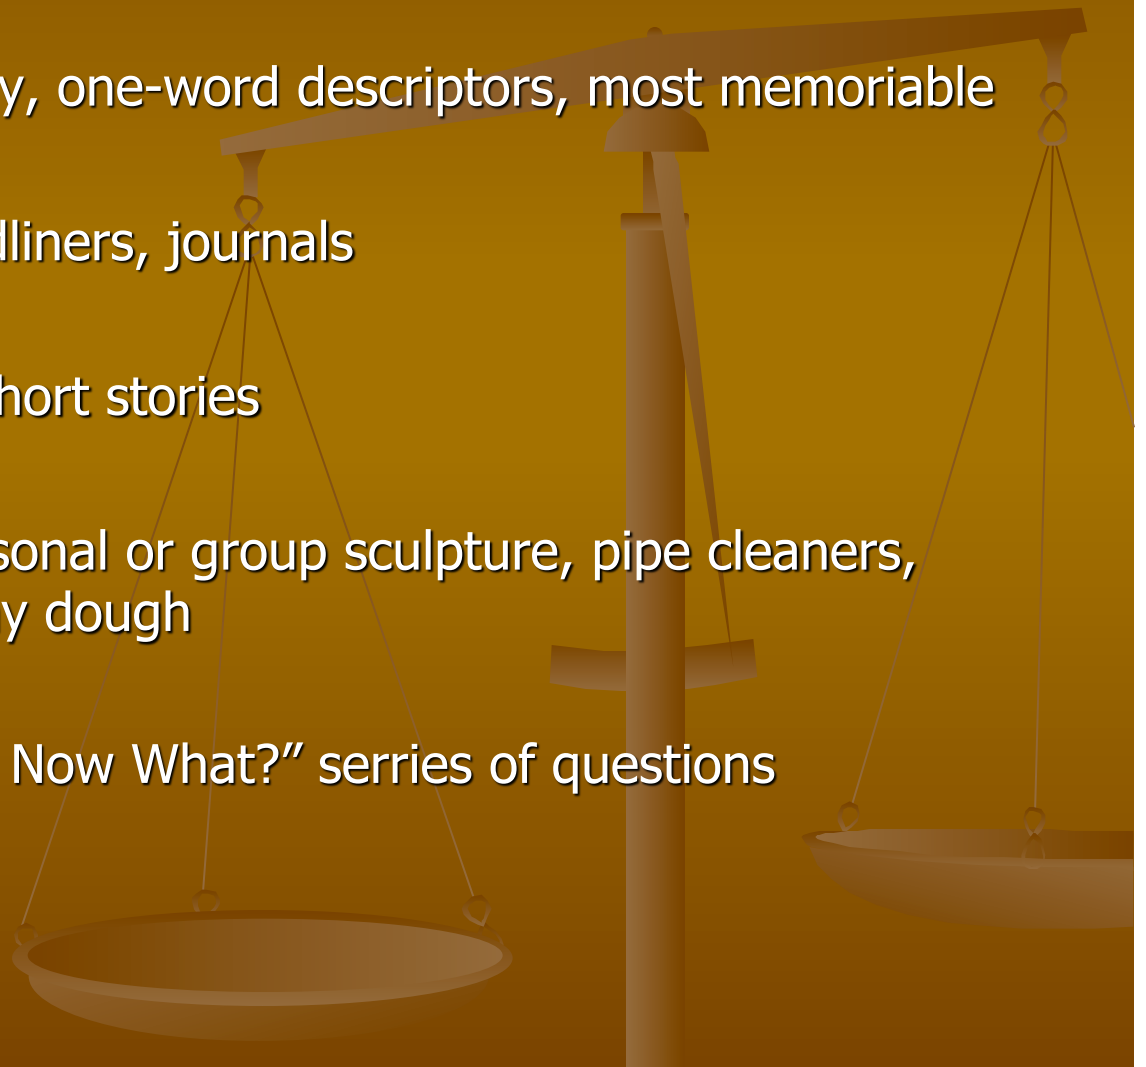 y, one-word descriptors, most memoriable
dliners, journals
hort stories
sonal or group sculpture, pipe cleaners,
y dough
Now What?” serries of questions